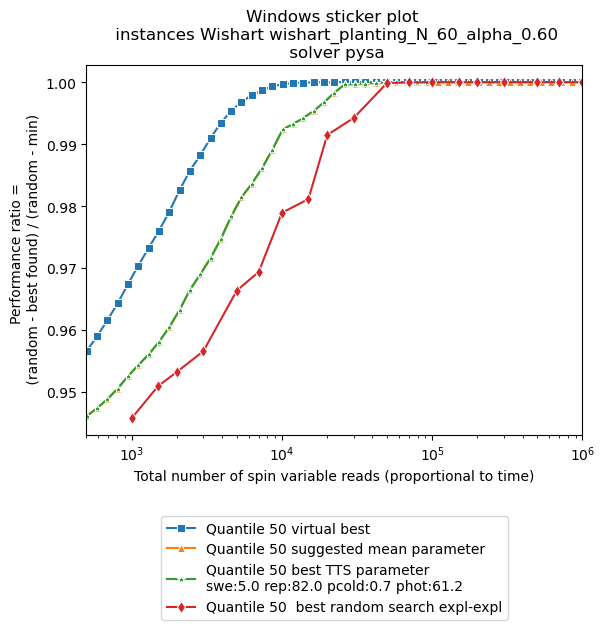 Windows sticker plot
instances Wishart wishart_planting_N_60_alpha_0.60
solver pysa
1.00
0.99
0.98
0.97
0.96
0.95
Performance ratio =
(random - best found) / (random - min)
10³
10⁴
10⁵
10⁶
Total number of spin variable reads (proportional to time)
Quantile 50 virtual best
Quantile 50 suggested mean parameter
Quantile 50 best TTS parameter
swe:5.0 rep:82.0 pcold:0.7 phot:61.2
Quantile 50  best random search expl-expl